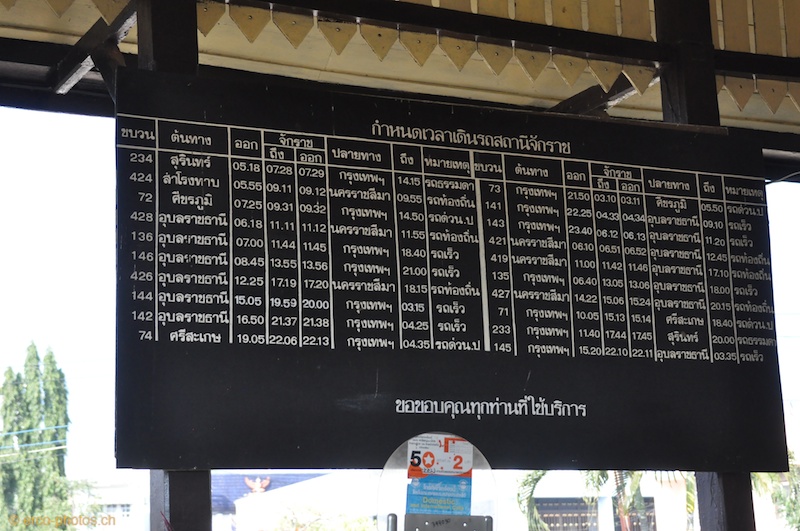 กำหนดเวลาเดินรถสถานีจักราช
ขบวน ต้นทาง ออก จักราช ถึง ออก ปลายทาง ถึง หมายเหตุ ขบวน ต้นทาง ออก จักราช ถึง ออก ปลายทาง ถึง หมายเหตุ
234 สุรินทร์ 05.18 07.28 07.29 กรุงเทพฯ 14.15 รถธรรมดา 73 กรุงเทพฯ 21.50 03.10 03.11 ศีขรภูมิ 05.50 รถด่วน.ป
424 สำโรงทาบ 05.55 09.11 09.12 นครราชสีมา 09.55 รถท้องถิ่น 141 กรุงเทพฯ 22.25 04.33 04.34 อุบลราชธานี 09.10 รถเร็ว
72 ศีขรภูมิ 07.25 09.31 09.32 กรุงเทพฯ 14.50 รถด่วน.ป 143 กรุงเทพฯ 23.40 06.12 06.13 อุบลราชธานี 11.20 รถเร็ว
428 อุบลราชธานี 06.18 11.11 11.12 นครราชสีมา 11.55 รถท้องถิ่น 421 นครราชสีมา 06.10 06.51 06.52 อุบลราชธานี 12.45 รถท้องถิ่น
136 อุบลราชธานี 07.00 11.44 11.45 กรุงเทพฯ 18.40 รถเร็ว 419 นครราชสีมา 11.00 11.42 11.46 อุบลราชธานี 17.10 รถท้องถิ่น
146 อุบลราชธานี 08.45 13.55 13.56 กรุงเทพฯ 21.00 รถเร็ว 135 กรุงเทพฯ 06.40 13.05 13.06 อุบลราชธานี 18.00 รถเร็ว
426 อุบลราชธานี 12.25 17.19 17.20 นครราชสีมา 18.15 รถท้องถิ่น 427 นครราชสีมา 14.22 15.06 15.24 อุบลราชธานี 20.15 รถท้องถิ่น
144 อุบลราชธานี 15.05 19.59 20.00 กรุงเทพฯ 03.15 รถเร็ว 71 กรุงเทพฯ 10.05 15.13 15.14 ศรีสะเกษ 18.40 รถด่วน.ป
142 อุบลราชธานี 16.50 21.37 21.38 กรุงเทพฯ 04.25 รถเร็ว 233 กรุงเทพฯ 11.40 17.44 17.45 สุรินทร์ 20.00 รถธรรมดา
74 ศรีสะเกษ 19.05 22.06 22.13 กรุงเทพฯ 04.35 รถด่วน.ป 145 กรุงเทพฯ 15.20 22.10 22.11 อุบลราชธานี 03.35 รถเร็ว
ขอขอบคุณทุกท่านที่ใช้บริการ